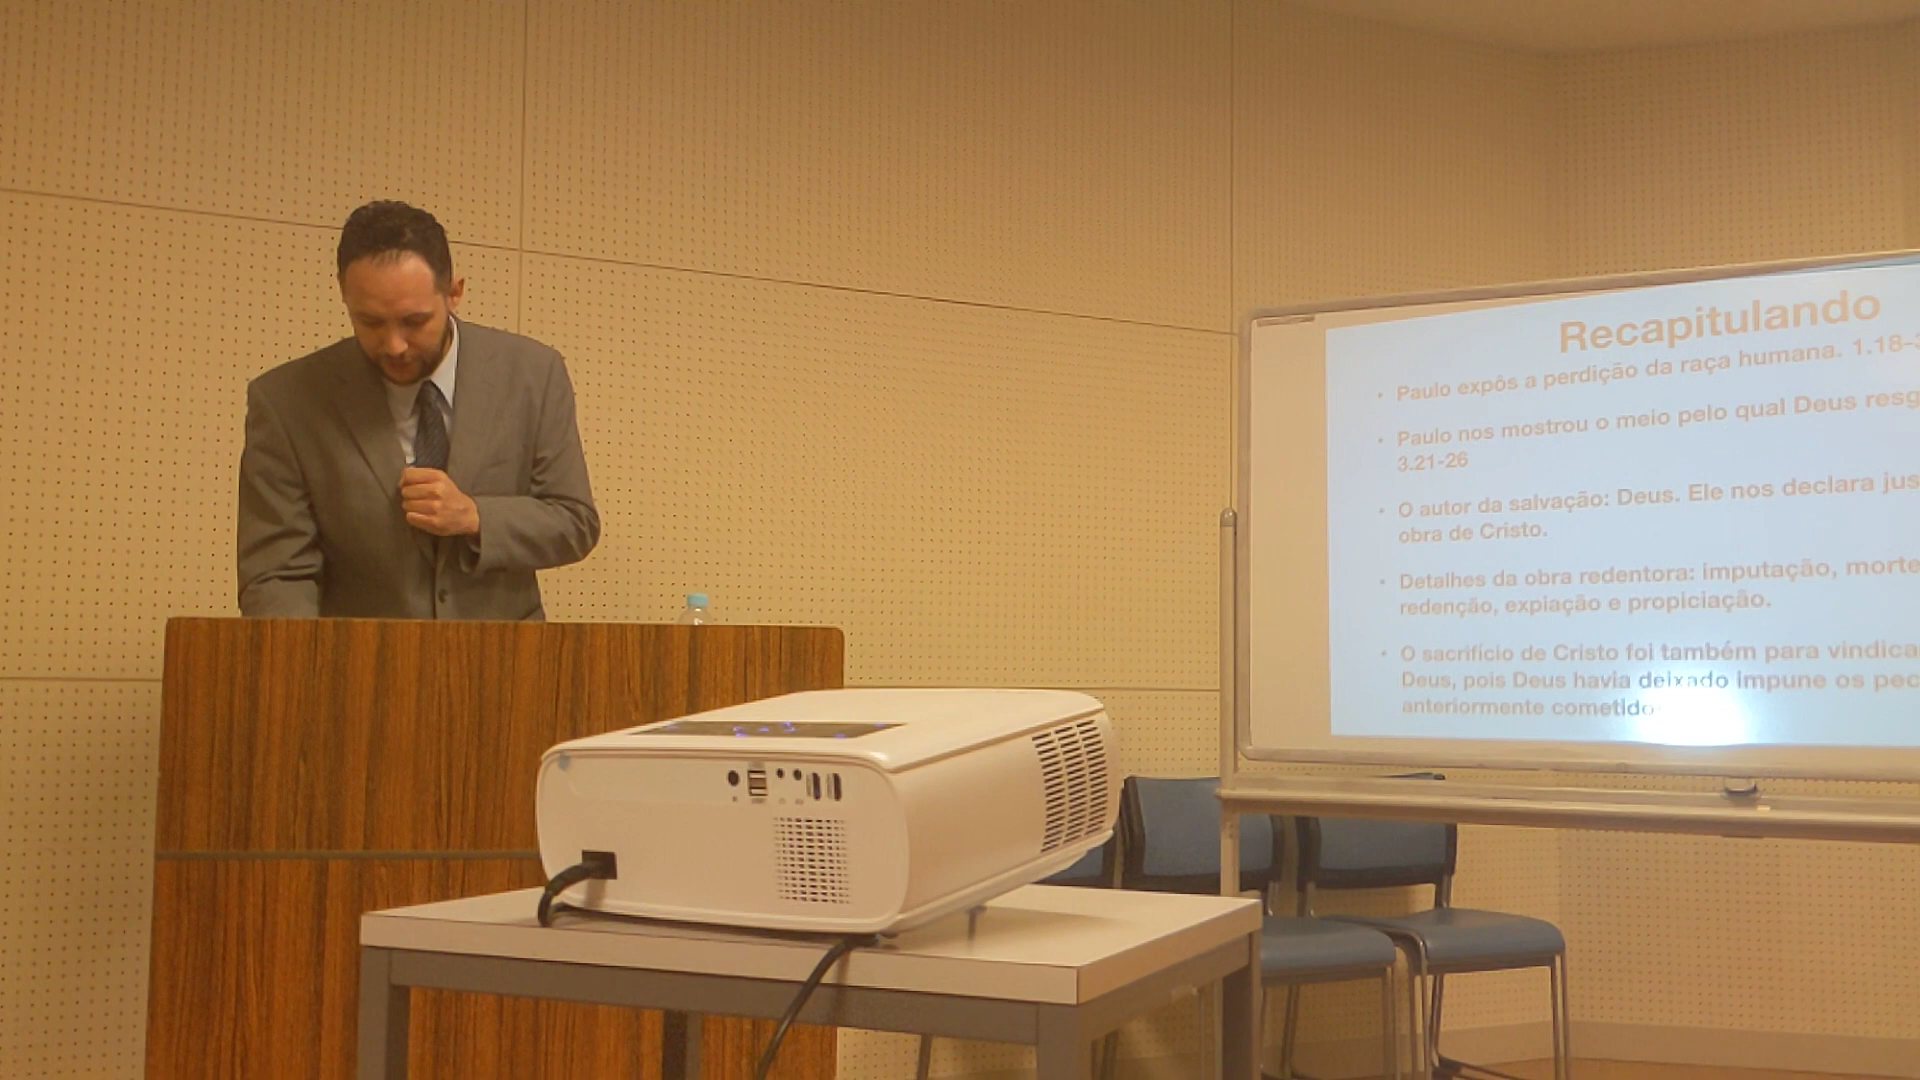 Recapitulando
• Paulo expôs a perdição da raça humana. 1.18-
• Paulo nos mostrou o meio pelo qual Deus resg
3.21-26
• O autor da salvação: Deus. Ele nos declara jus
obra de Cristo.
• Detalhes da obra redentora: imputação, morte
redenção, expiação e propiciação.
• O sacrifício de Cristo foi também para vindica
Deus, pois Deus havia deixado impune os pec
anteriormente cometido